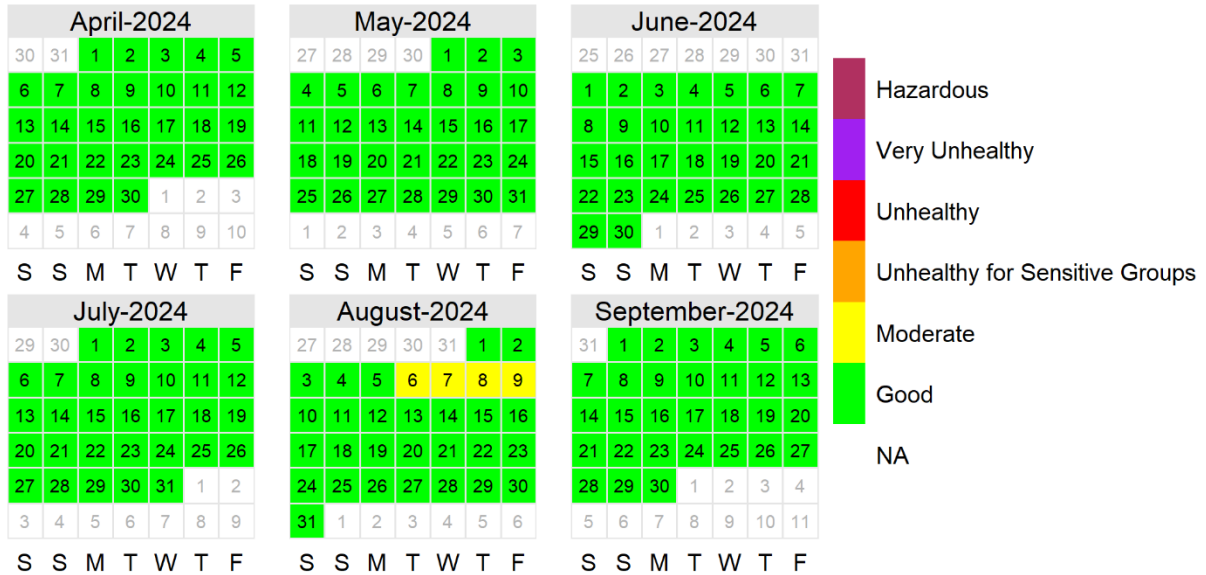 April-2024
30 31 1 2 3 4 5
6 7 8 9 10 11 12
13 14 15 16 17 18 19
20 21 22 23 24 25 26
27 28 29 30 1 2 3
4 5 6 7 8 9 10
S S M T W T F
May-2024
27 28 29 30 1 2 3
4 5 6 7 8 9 10
11 12 13 14 15 16 17
18 19 20 21 22 23 24
25 26 27 28 29 30 31
1 2 3 4 5 6 7
S S M T W T F
June-2024
25 26 27 28 29 30 31
1 2 3 4 5 6 7
8 9 10 11 12 13 14
15 16 17 18 19 20 21
22 23 24 25 26 27 28
29 30 1 2 3 4 5
S S M T W T F
July-2024
29 30 1 2 3 4 5
6 7 8 9 10 11 12
13 14 15 16 17 18 19
20 21 22 23 24 25 26
27 28 29 30 31 1 2
3 4 5 6 7 8 9
S S M T W T F
August-2024
27 28 29 30 31 1 2
3 4 5 6 7 8 9
10 11 12 13 14 15 16
17 18 19 20 21 22 23
24 25 26 27 28 29 30
31 1 2 3 4 5 6
S S M T W T F
September-2024
31 1 2 3 4 5 6
7 8 9 10 11 12 13
14 15 16 17 18 19 20
21 22 23 24 25 26 27
28 29 30 1 2 3 4
5 6 7 8 9 10 11
S S M T W T F
Hazardous
Very Unhealthy
Unhealthy
Unhealthy for Sensitive Groups
Moderate
Good
NA